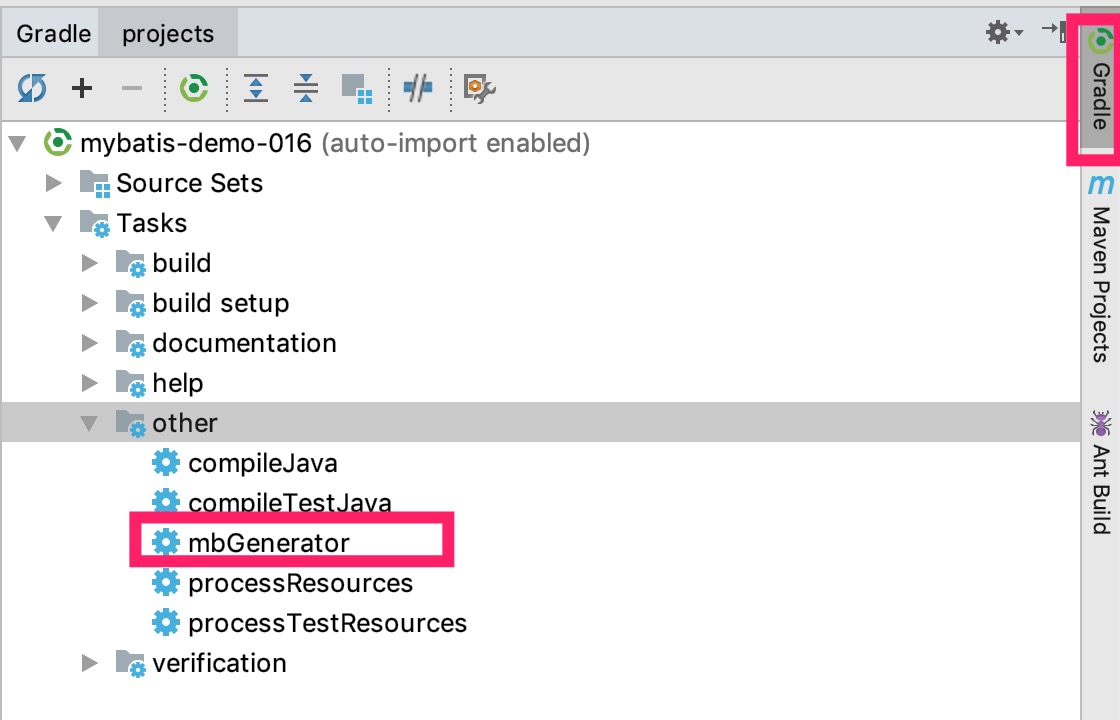 Gradle projects
mybatis-demo-016 (auto-import enabled)
Source Sets
Tasks
build
build setup
documentation
help
other
compileJava
compileTestJava
mbGenerator
processResources
processTestResources
verification
Gradle
m Maven Projects
Ant Build